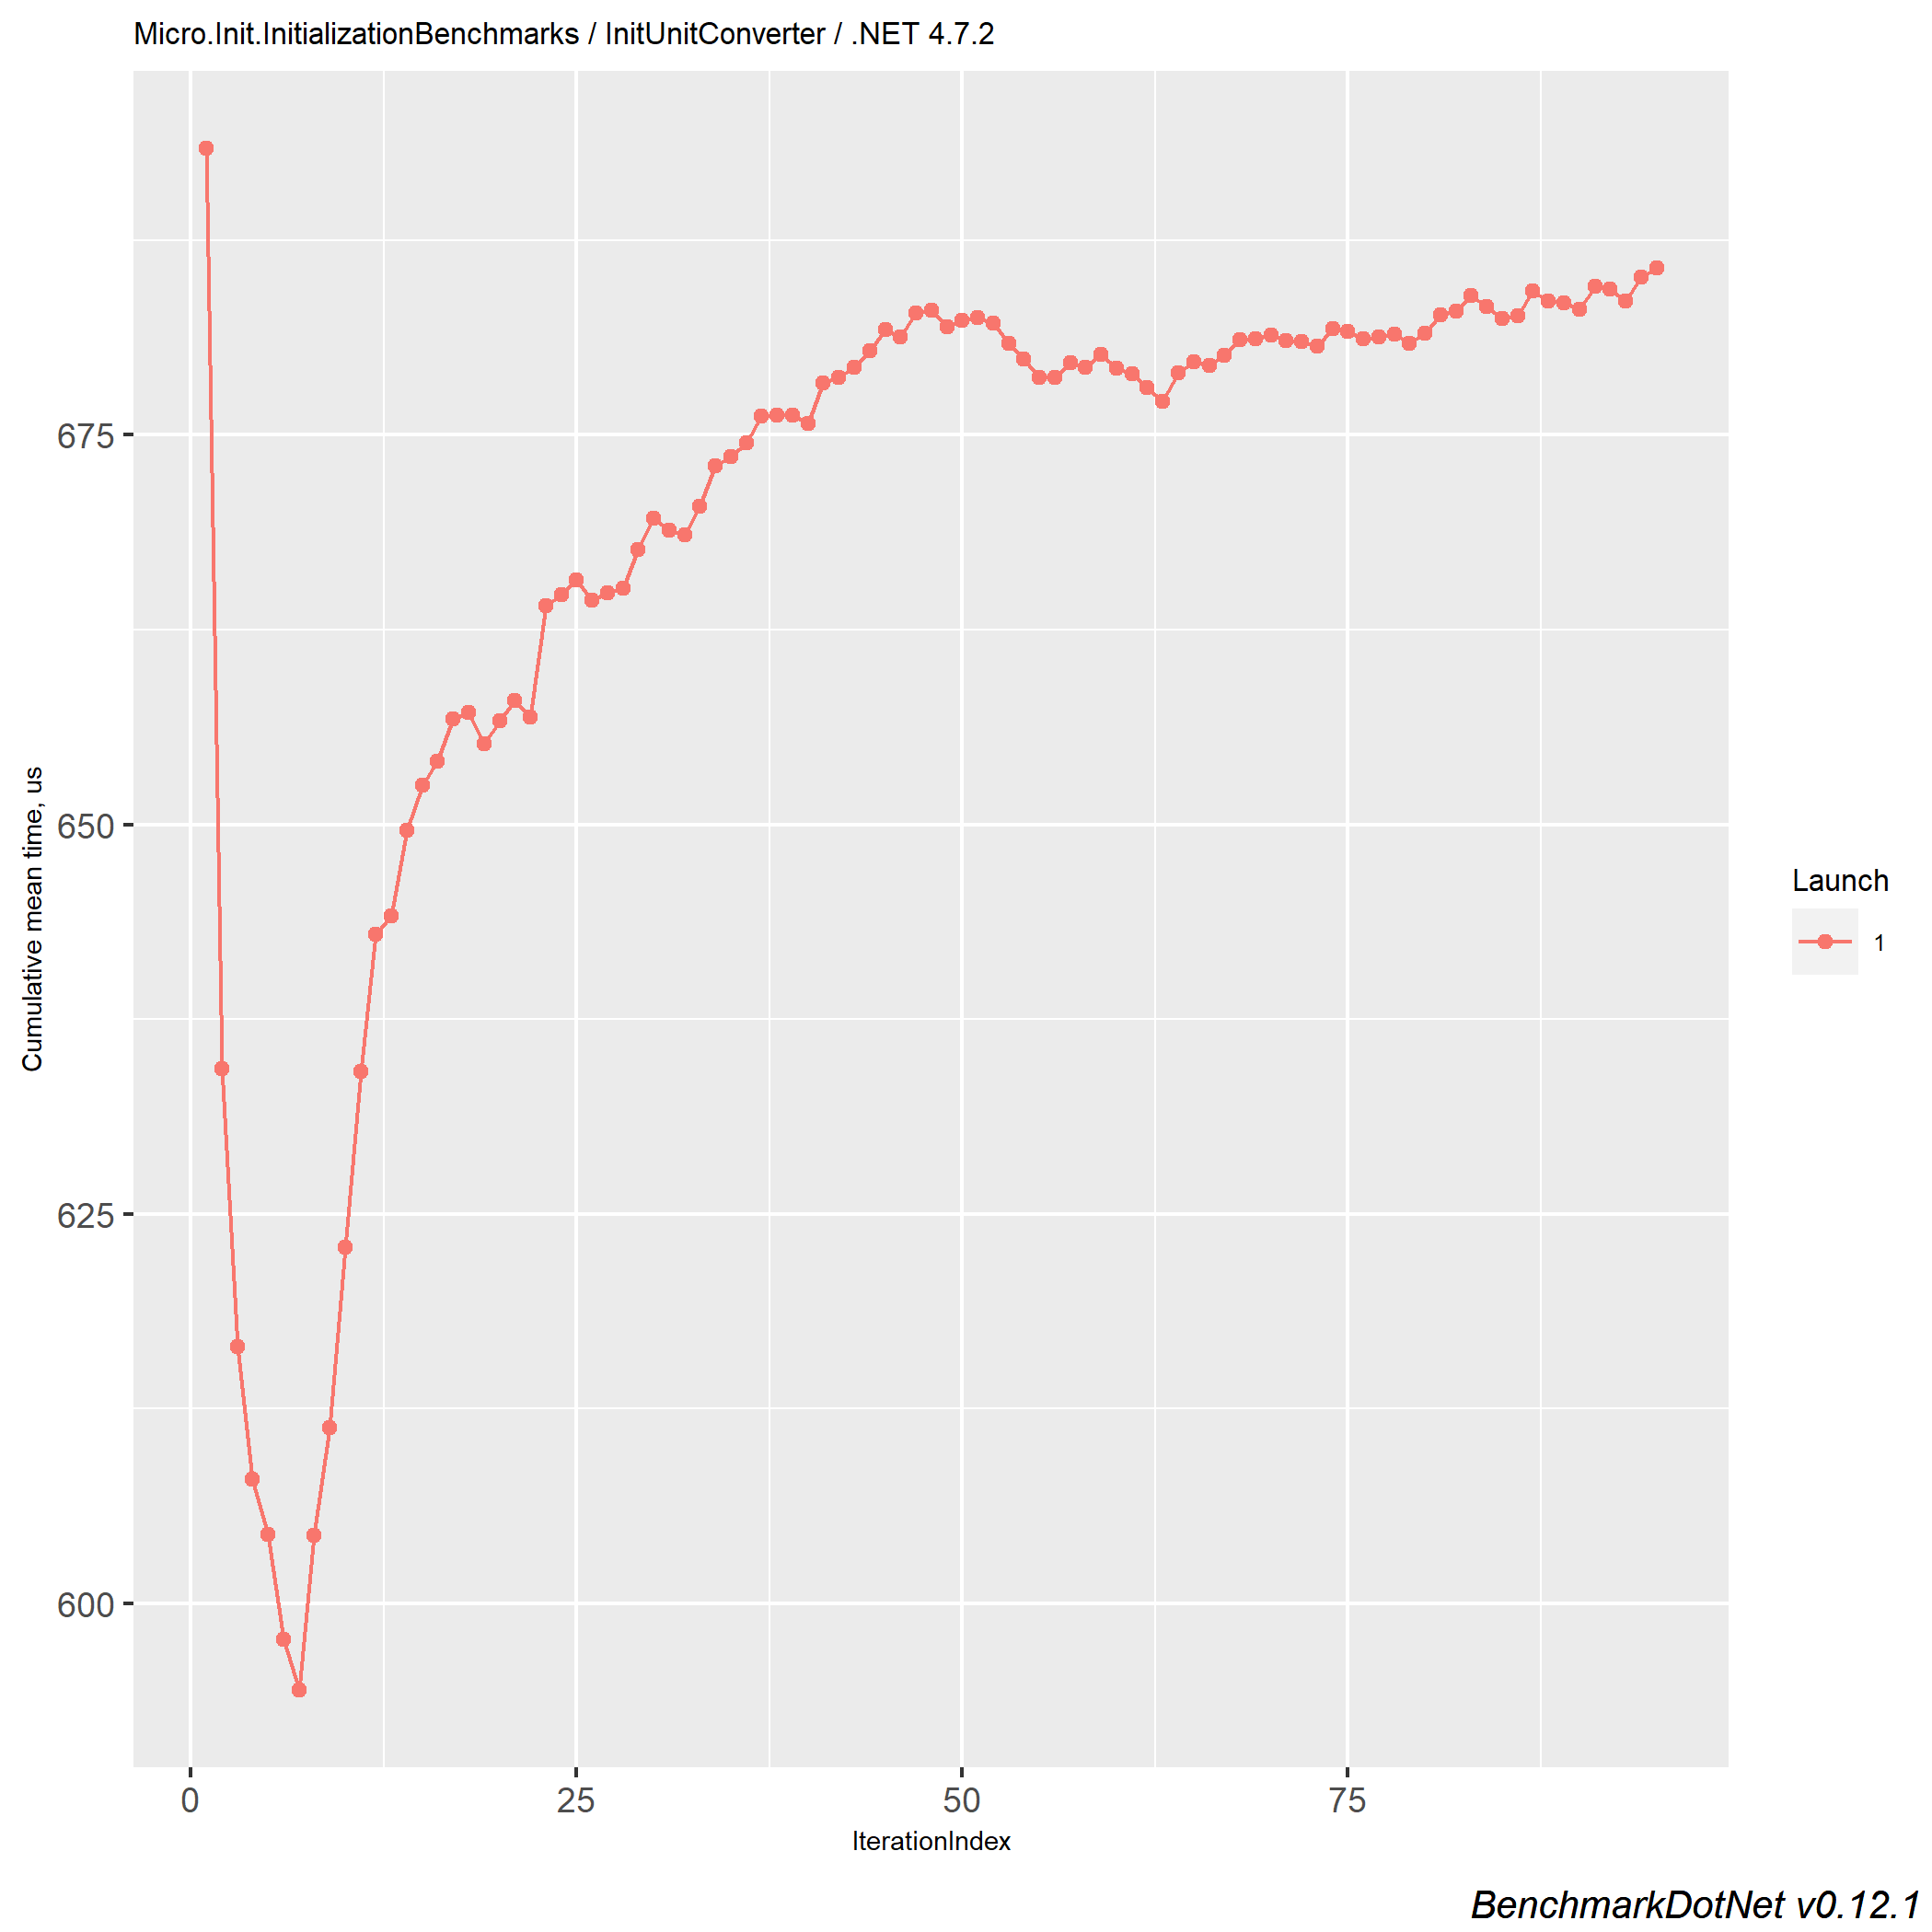 Micro.Init.InitializationBenchmarks / InitUnitConverter / .NET 4.7.2
675
650
625
600
Cumulative mean time, us
0 25 50 75
IterationIndex
Launch
1
BenchmarkDotNet v0.12.1